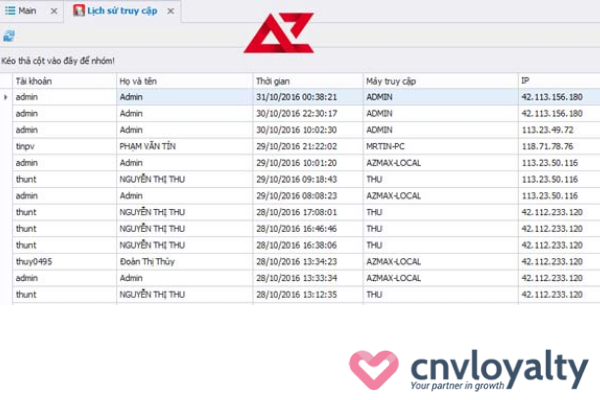 Main × Lịch sử truy cập ×
AZ
Kéo thả cột vào đây để nhóm!
Tài khoản Họ và tên Thời gian Máy truy cập IP
admin Admin 31/10/2016 00:38:21 ADMIN 42.113.156.180
admin Admin 30/10/2016 22:30:17 ADMIN 42.113.156.180
admin Admin 30/10/2016 10:02:30 ADMIN 113.23.49.72
tinpv PHẠM VĂN TÍN 29/10/2016 21:22:02 MRTIN-PC 118.71.78.76
admin Admin 29/10/2016 10:01:20 AZMAX-LOCAL 113.23.50.116
thunt NGUYỄN THỊ THU 29/10/2016 09:18:43 THU 113.23.50.116
admin Admin 29/10/2016 08:08:23 AZMAX-LOCAL 113.23.50.116
thunt NGUYỄN THỊ THU 28/10/2016 17:08:01 THU 42.112.233.120
thunt NGUYỄN THỊ THU 28/10/2016 16:46:46 THU 42.112.233.120
thunt NGUYỄN THỊ THU 28/10/2016 16:38:06 THU 42.112.233.120
thuy0495 Đoàn Thị Thủy 28/10/2016 13:34:23 AZMAX-LOCAL 42.112.233.120
admin Admin 28/10/2016 13:33:34 AZMAX-LOCAL 42.112.233.120
thunt NGUYỄN THỊ THU 28/10/2016 13:12:35 THU 42.112.233.120
cnvloyalty
Your partner in growth